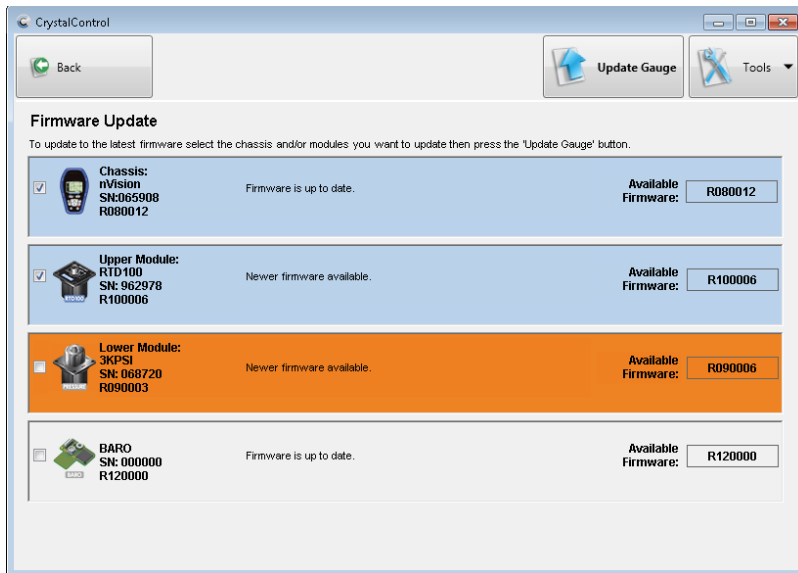 CrystalControl
Back
Update Gauge
Tools
Firmware Update
To update to the latest firmware select the chassis and/or modules you want to update then press the 'Update Gauge' button.
Chassis:
nVision
SN:065908
R080012
Firmware is up to date.
Available
Firmware:
R080012
Upper Module:
RTD100
SN: 962978
R100006
RTD100
Newer firmware available.
Available
Firmware:
R100006
Lower Module:
3KPSI
SN: 068720
R090003
PRESSURE
Newer firmware available.
Available
Firmware:
R090006
BARO
SN: 000000
R120000
BARO
Firmware is up to date.
Available
Firmware:
R120000